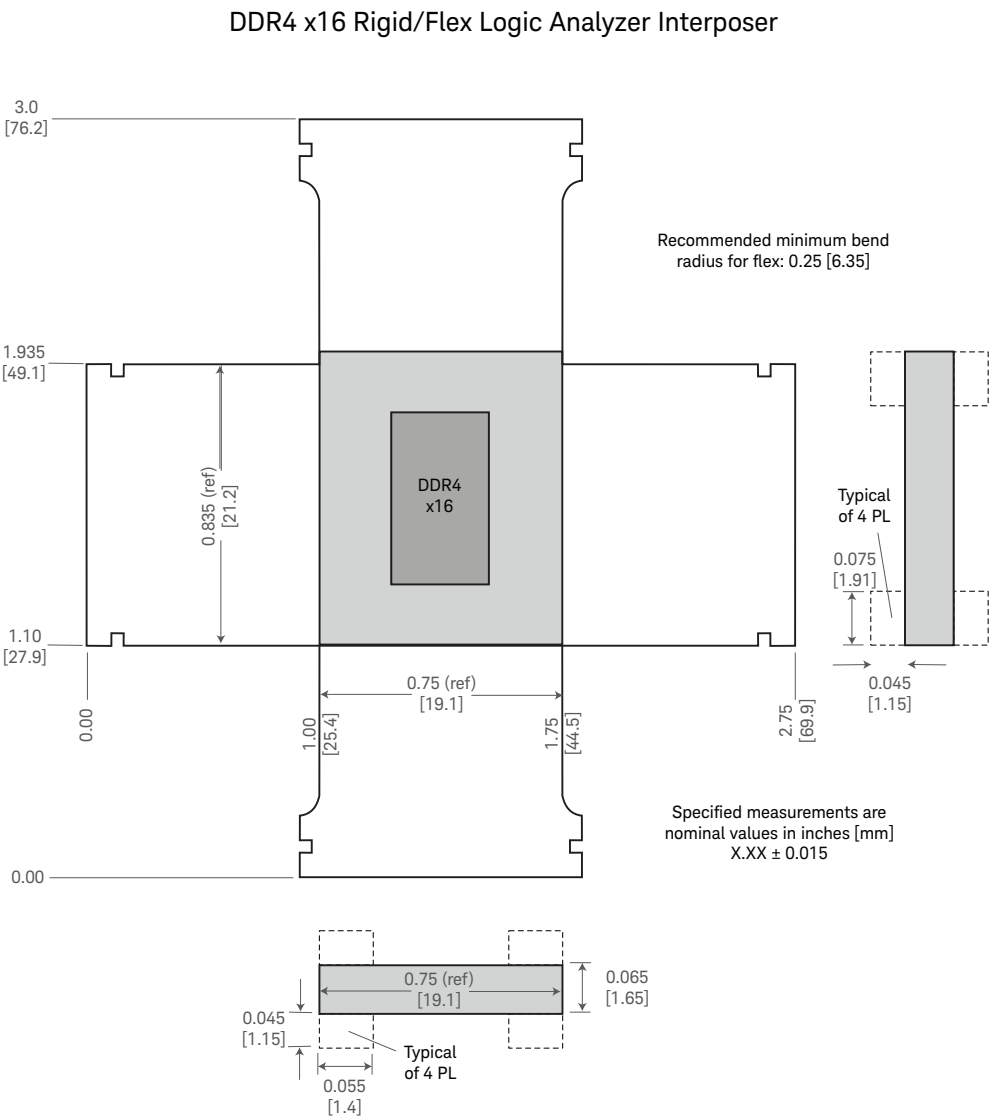 DDR4 x16 Rigid/Flex Logic Analyzer Interposer
3.0
[76.2]
Recommended minimum bend
radius for flex: 0.25 [6.35]
1.935
[49.1]
0.835 (ref)
[21.2]
DDR4
x16
Typical
of 4 PL
0.075
[1.91]
1.10
[27.9]
0.045
[1.15]
0.75 (ref)
[19.1]
0.00
1.00
[25.4]
1.75
[44.5]
2.75
[69.9]
Specified measurements are
nominal values in inches [mm]
X.XX ± 0.015
0.00
0.75 (ref)
[19.1]
0.065
[1.65]
0.045
[1.15]
Typical
of 4 PL
0.055
[1.4]